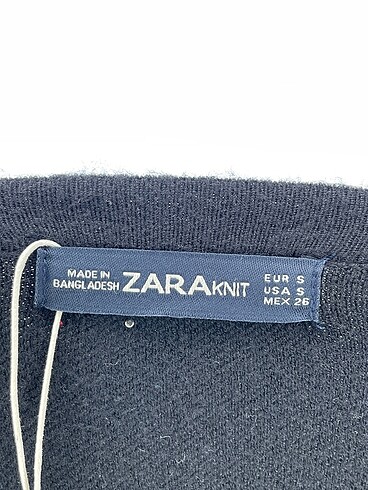 MADE IN
BANGLADESH
ZARAKNIT
EUR S
USA S
MEX 26